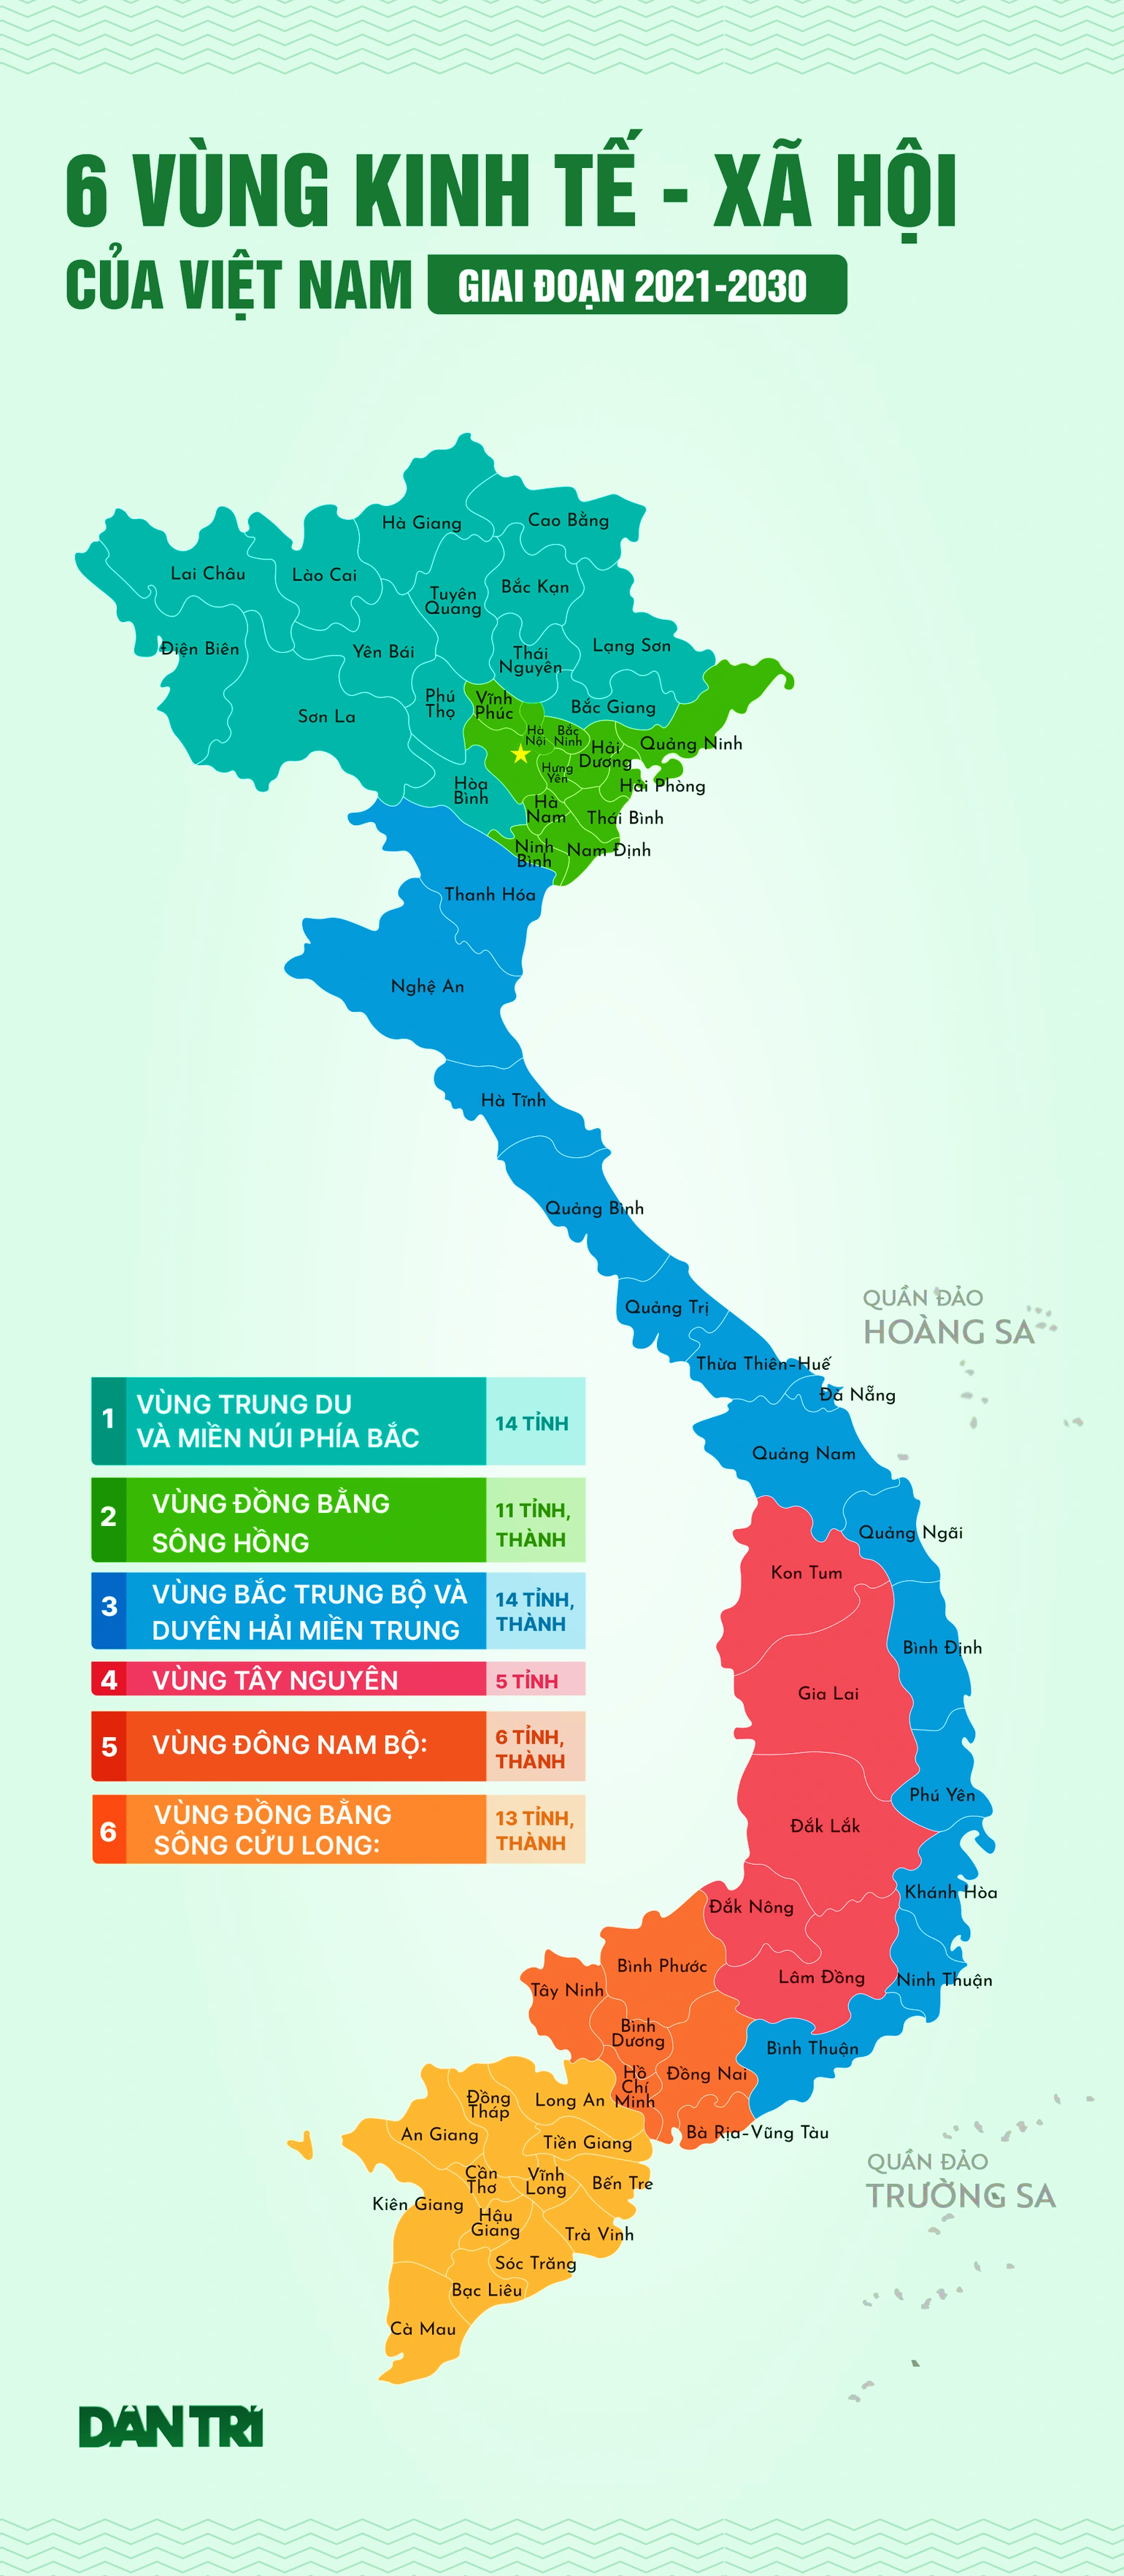 6 VÙNG KINH TẾ - XÃ HỘI
CỦA VIỆT NAM GIAI ĐOẠN 2021-2030
Hà Giang
Cao Bằng
Lai Châu
Lào Cai
Bắc Kạn
Tuyên
Quang
Điện Biên
Yên Bái
Lạng Sơn
Thái
Nguyên
Phú
Thọ
Vĩnh
Phúc
Bắc Giang
Sơn La
Hà
Nội
Bắc
Ninh
Hải
Dương
Quảng Ninh
Hưng
Yên
Hòa
Bình
Hải Phòng
Hà
Nam
Thái Bình
Ninh
Bình
Nam Định
Thanh Hóa
Nghệ An
Hà Tĩnh
Quảng Bình
QUẦN ĐẢO
HOÀNG SA
Quảng Trị
Thừa Thiên-Huế
Đà Nẵng
1 VÙNG TRUNG DU
VÀ MIỀN NÚI PHÍA BẮC
14 TỈNH
2 VÙNG ĐỒNG BẰNG
SÔNG HỒNG
11 TỈNH,
THÀNH
3 VÙNG BẮC TRUNG BỘ VÀ
DUYÊN HẢI MIỀN TRUNG
14 TỈNH,
THÀNH
4 VÙNG TÂY NGUYÊN
5 TỈNH
5 VÙNG ĐÔNG NAM BỘ:
6 TỈNH,
THÀNH
6 VÙNG ĐỒNG BẰNG
SÔNG CỬU LONG:
13 TỈNH,
THÀNH
Quảng Nam
Quảng Ngãi
Kon Tum
Bình Định
Gia Lai
Phú Yên
Đắk Lắk
Khánh Hòa
Đắk Nông
Bình Phước
Lâm Đồng
Ninh Thuận
Tây Ninh
Bình
Dương
Bình Thuận
Hồ
Chí
Minh
Đồng Nai
Bà Rịa-Vũng Tàu
Đồng
Tháp
Long An
An Giang
Tiền Giang
Cần
Thơ
Vĩnh
Long
Bến Tre
Kiên Giang
Hậu
Giang
Trà Vinh
Sóc Trăng
Bạc Liêu
Cà Mau
QUẦN ĐẢO
TRƯỜNG SA
DÂN TRÍ